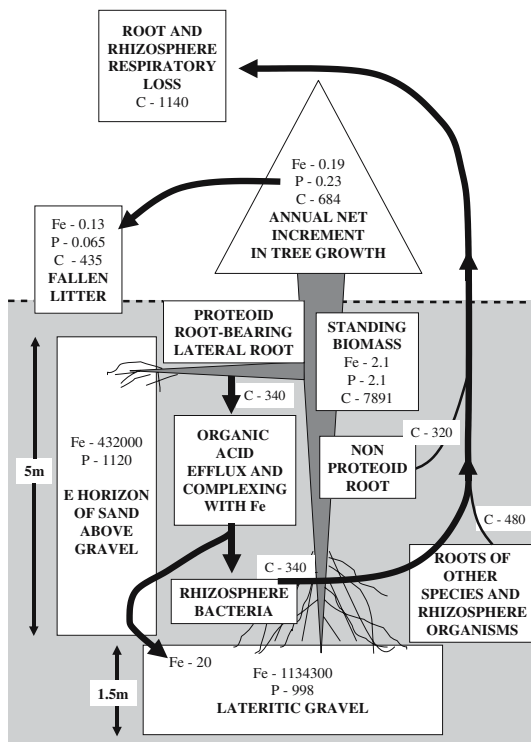 ROOT AND
RHIZOSPHERE
RESPIRATORY
LOSS
C - 1140
Fe - 0.19
P - 0.23
C - 684
ANNUAL NET
INCREMENT
IN TREE GROWTH
Fe - 0.13
P - 0.065
C - 435
FALLEN
LITTER
PROTEOID
ROOT-BEARING
LATERAL ROOT
STANDING
BIOMASS
Fe - 2.1
P - 2.1
C - 7891
C - 340
C - 320
5m
Fe - 432000
P - 1120
E HORIZON
OF SAND
ABOVE
GRAVEL
ORGANIC
ACID
EFFLUX AND
COMPLEXING
WITH Fe
NON
PROTEOID
ROOT
C - 480
C - 340
RHIZOSPHERE
BACTERIA
ROOTS OF
OTHER
SPECIES AND
RHIZOSPHERE
ORGANISMS
1.5m
Fe - 20
Fe - 1134300
P - 998
LATERITIC GRAVEL